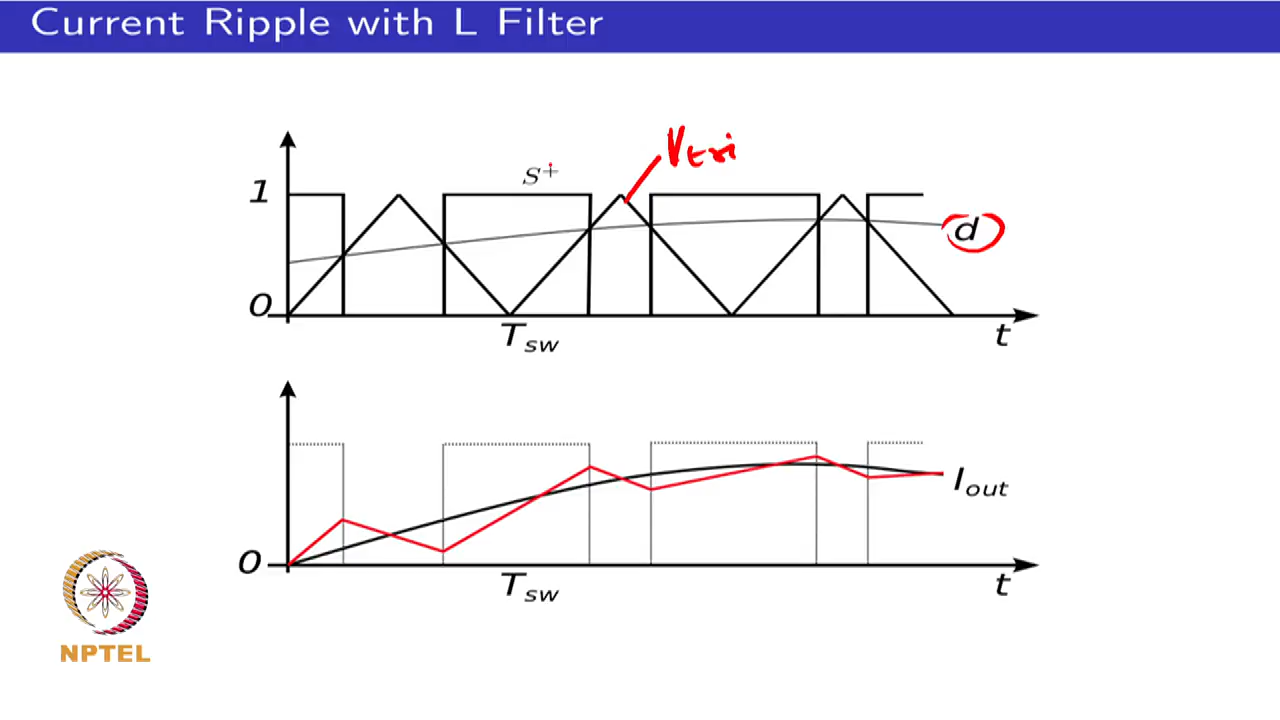 Current Ripple with L Filter
Vtri
S+
1
d
0
Tsw
t
Iout
0
Tsw
t
NPTEL